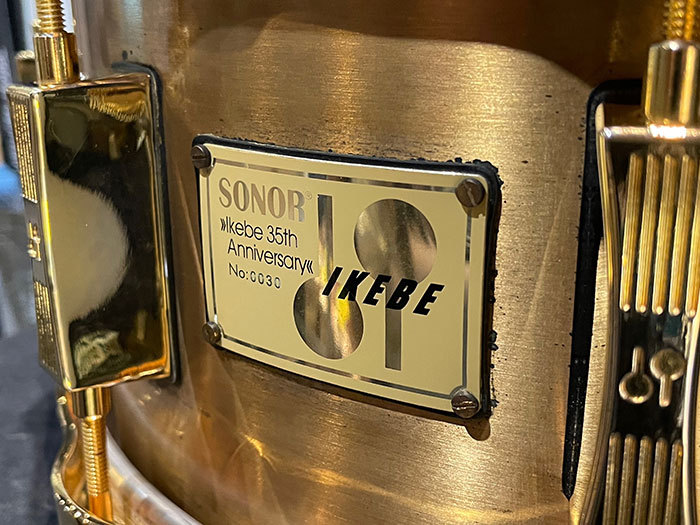 SONOR®
»Ikebe 35th
Anniversary«
No:0030
IKEBE